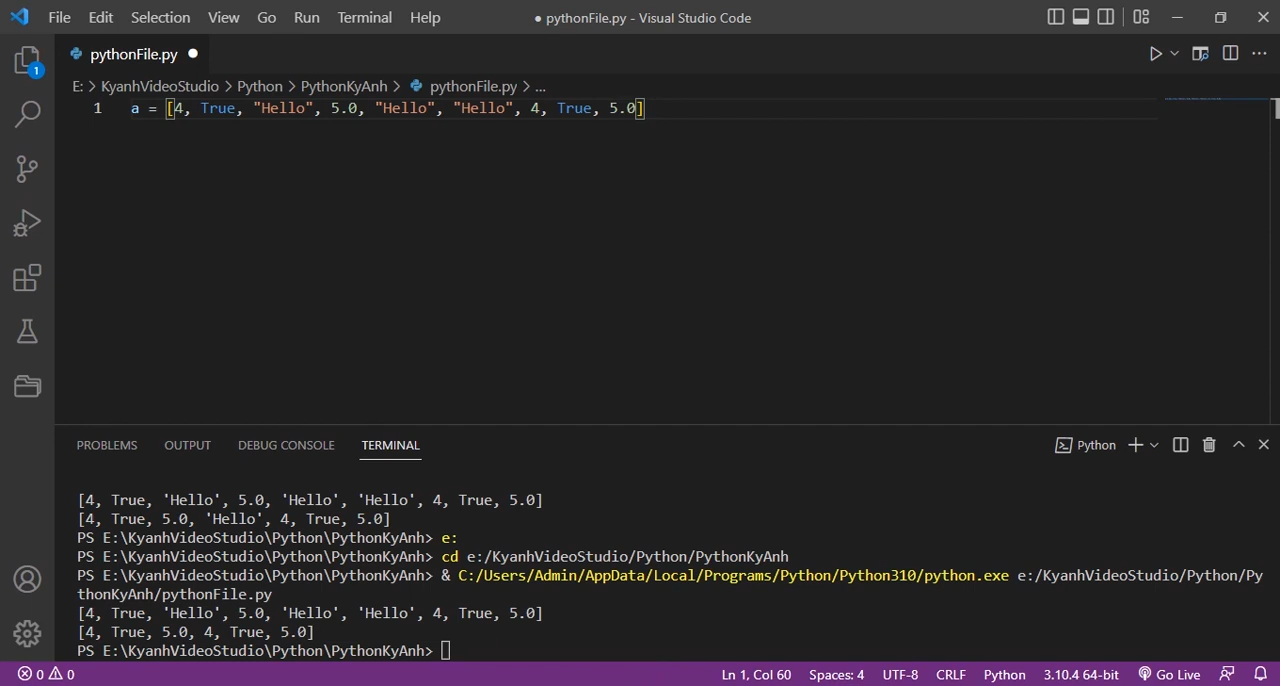 File Edit Selection View Go Run Terminal Help ● pythonFile.py - Visual Studio Code
pythonFile.py ●
E: > KyanhVideoStudio > Python > PythonKyAnh > pythonFile.py > ...
1 a = [4, True, "Hello", 5.0, "Hello", "Hello", 4, True, 5.0]
1
PROBLEMS OUTPUT DEBUG CONSOLE TERMINAL Python
[4, True, 'Hello', 5.0, 'Hello', 'Hello', 4, True, 5.0]
[4, True, 5.0, 'Hello', 4, True, 5.0]
PS E:\KyanhVideoStudio\Python\PythonKyAnh> e:
PS E:\KyanhVideoStudio\Python\PythonKyAnh> cd e:/KyanhVideoStudio/Python/PythonKyAnh
PS E:\KyanhVideoStudio\Python\PythonKyAnh> & C:/Users/Admin/AppData/Local/Programs/Python/Python310/python.exe e:/KyanhVideoStudio/Python/Py
thonKyAnh/pythonFile.py
[4, True, 'Hello', 5.0, 'Hello', 'Hello', 4, True, 5.0]
[4, True, 5.0, 4, True, 5.0]
PS E:\KyanhVideoStudio\Python\PythonKyAnh>
0 0 Ln 1, Col 60 Spaces: 4 UTF-8 CRLF Python 3.10.4 64-bit Go Live